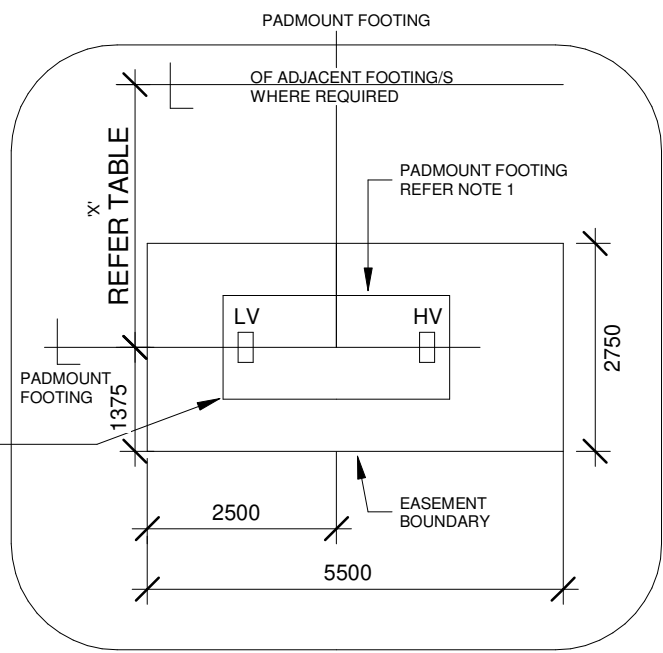 PADMOUNT FOOTING
OF ADJACENT FOOTING/S
WHERE REQUIRED
'X'
REFER TABLE
PADMOUNT FOOTING
REFER NOTE 1
LV
HV
PADMOUNT
FOOTING
1375
2750
2500
EASEMENT
BOUNDARY
5500